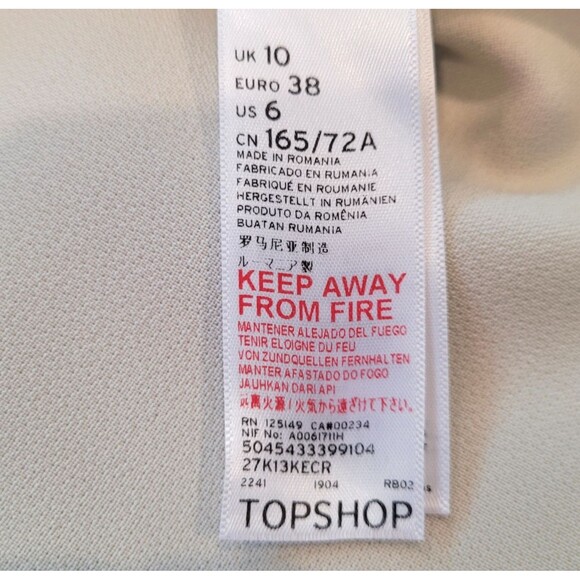 UK 10
EURO 38
US 6
CN 165/72A
MADE IN ROMANIA
FABRICADO EN RUMANIA
FABRIQUÉ EN ROUMANIE
HERGESTELLT IN RUMÄNIEN
PRODUTO DA ROMÊNIA
BUATAN RUMANIA
罗马尼亚制造
ルーマニア製
KEEP AWAY
FROM FIRE
MANTENER ALEJADO DEL FUEGO
TENIR ELOIGNE DU FEU
VON ZUNDQUELLEN FERNHALTEN
MANTER AFASTADO DO FOGO
JAUHKAN DARI API
远离火源 / 火気から遠ざけて下さい。
RN 125149 CA#00234
NIF No: A0061711H
5045433399104
27K13KECR
2241 1904 RB02
TOPSHOP